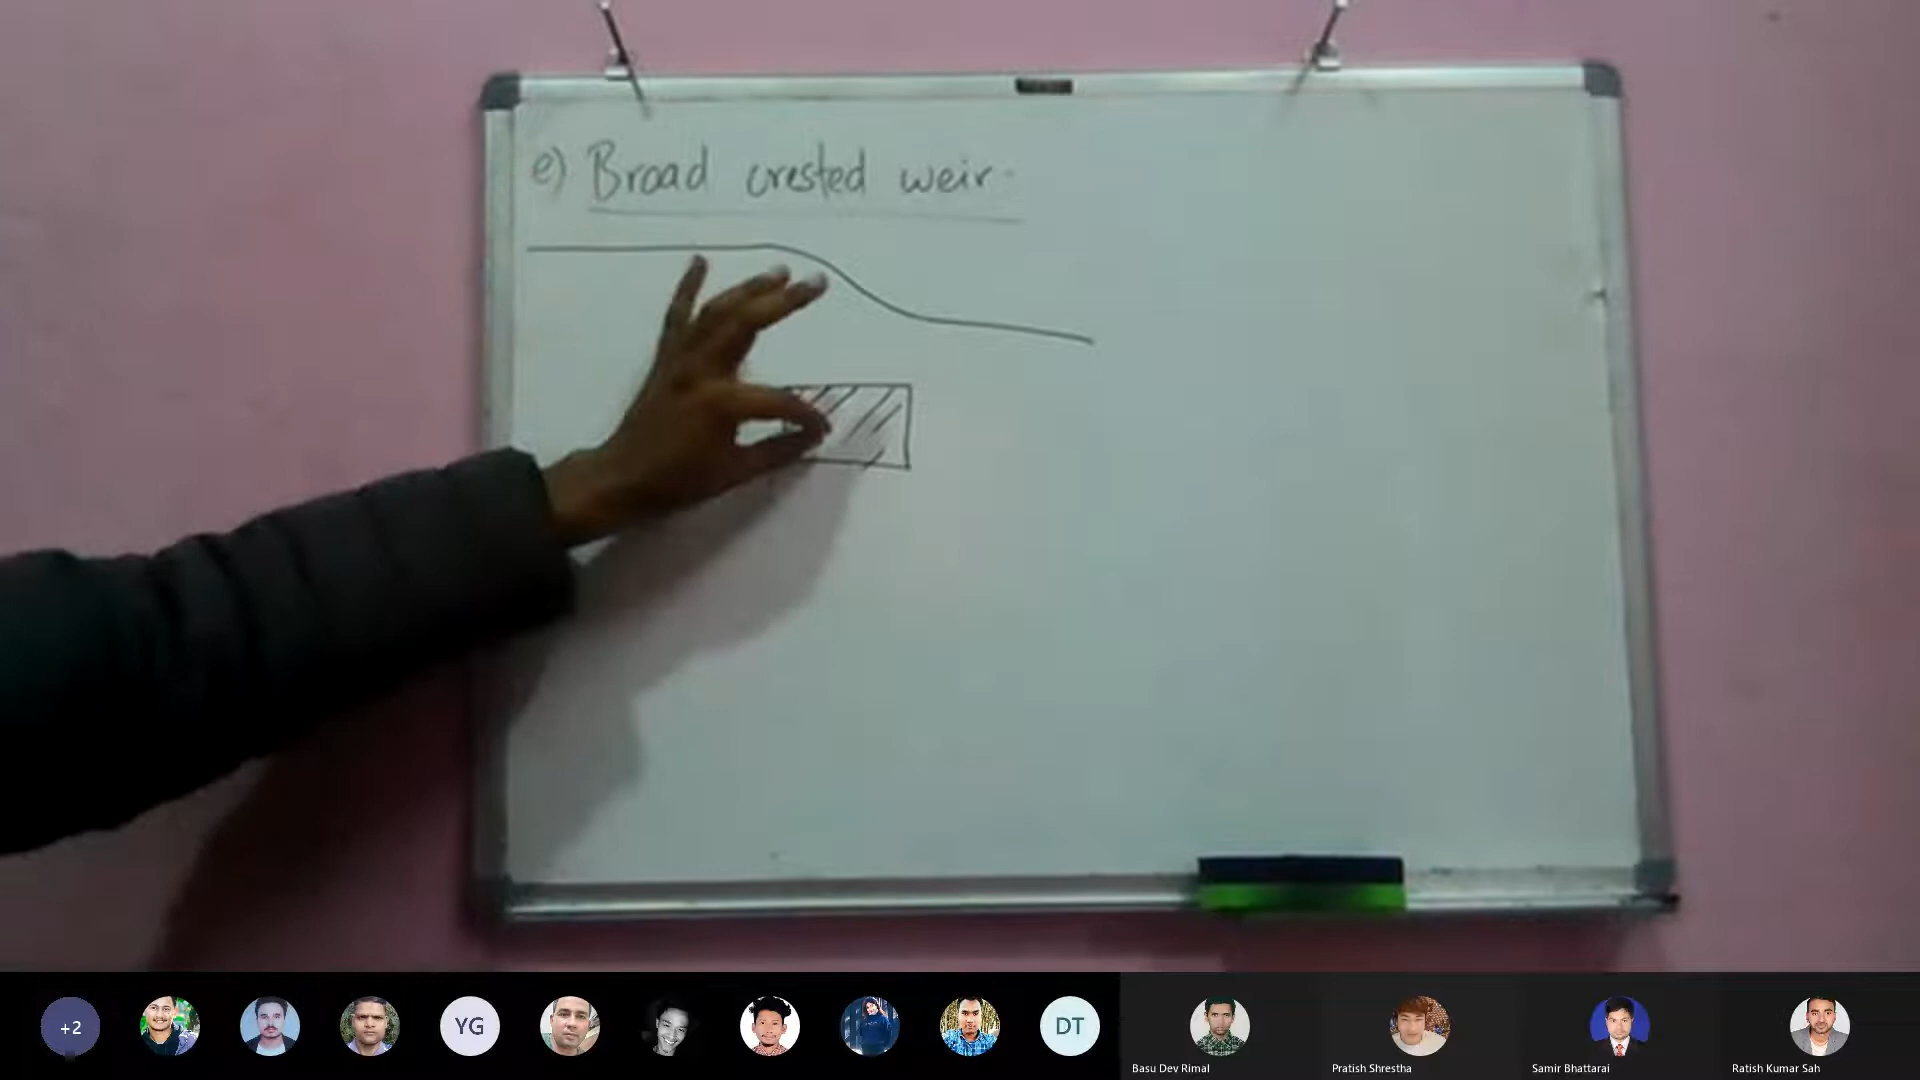 e) Broad crested weir.
+2
YG
DT
Basu Dev Rimal
Pratish Shrestha
Samir Bhattarai
Ratish Kumar Sah